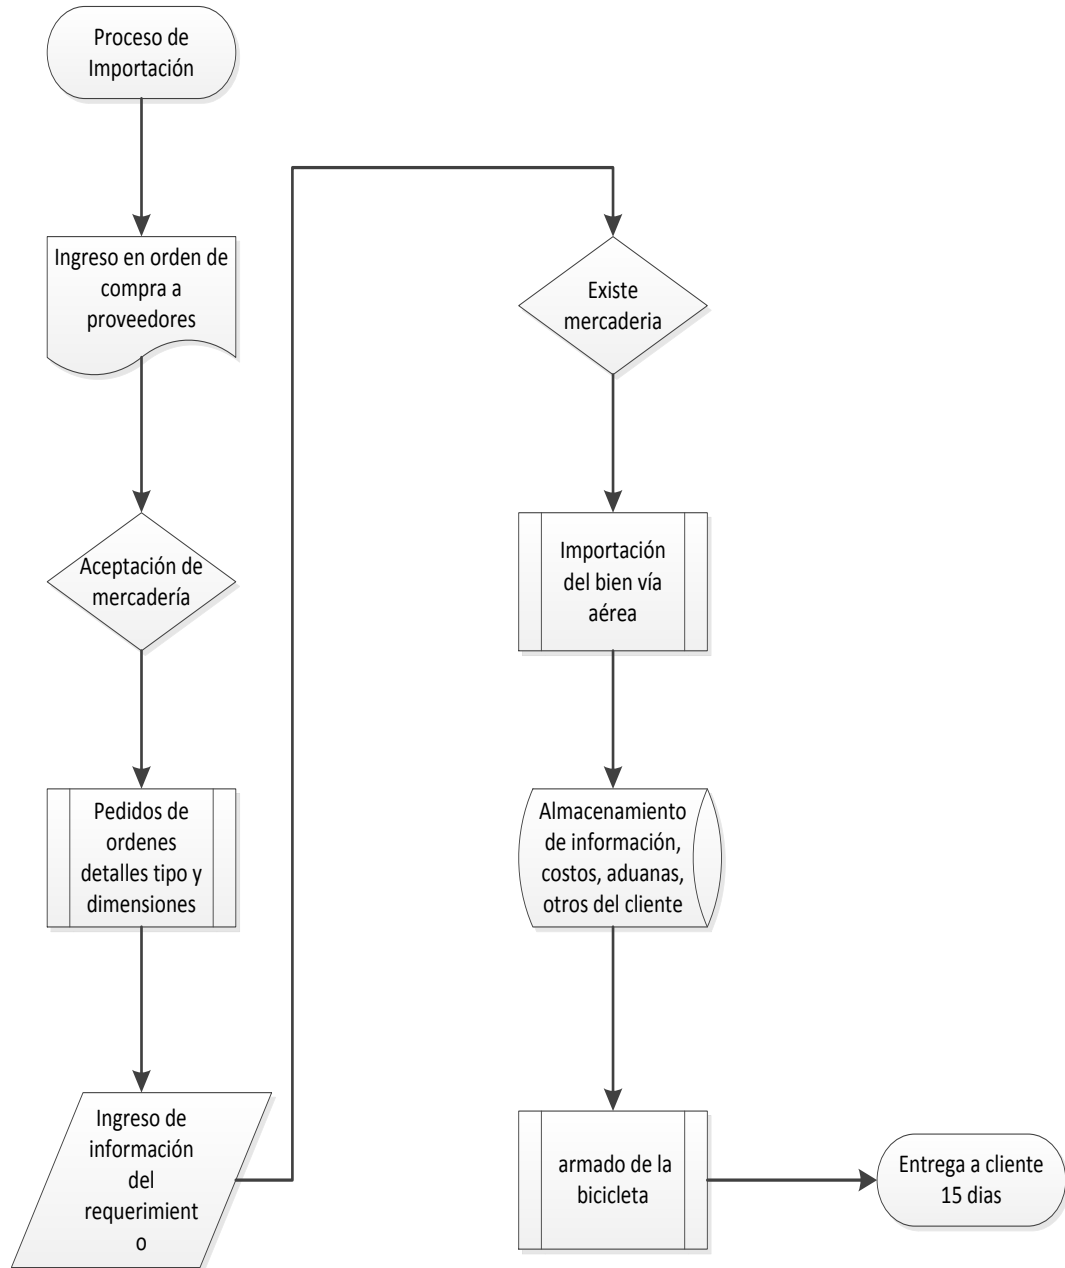 Proceso de
Importación
Ingreso en orden de
compra a
proveedores
Aceptación de
mercadería
Pedidos de
ordenes
detalles tipo y
dimensiones
Ingreso de
información
del
requerimient
o
Existe
mercaderia
Importación
del bien vía
aérea
Almacenamiento
de información,
costos, aduanas,
otros del cliente
armado de la
bicicleta
Entrega a cliente
15 dias